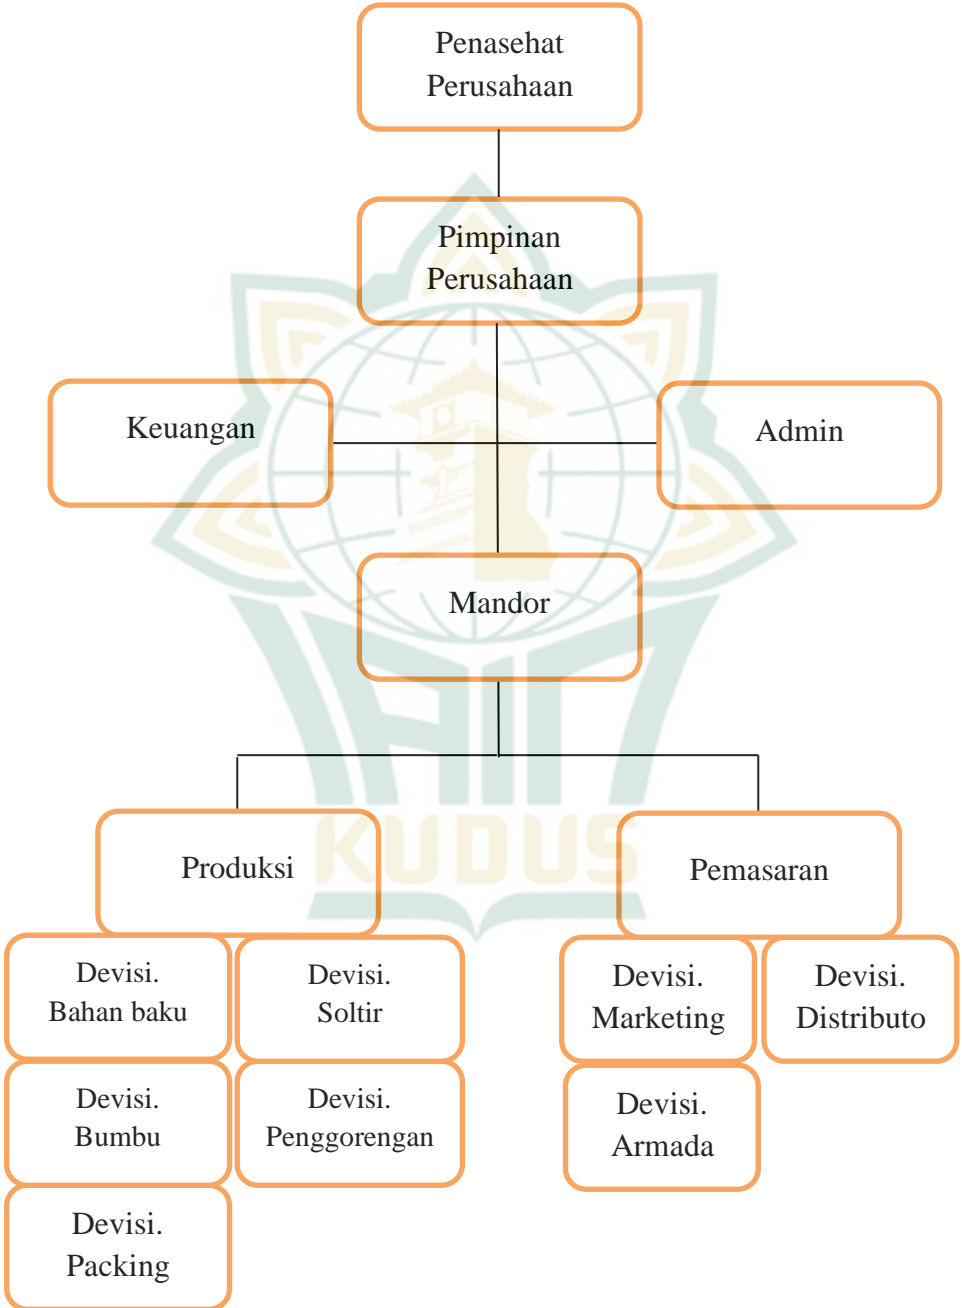 Penasehat
Perusahaan
Pimpinan
Perusahaan
Keuangan
Admin
Mandor
Produksi
Pemasaran
KUDUS
Devisi.
Bahan baku
Devisi.
Soltir
Devisi.
Marketing
Devisi.
Distributo
Devisi.
Bumbu
Devisi.
Penggorengan
Devisi.
Armada
Devisi.
Packing